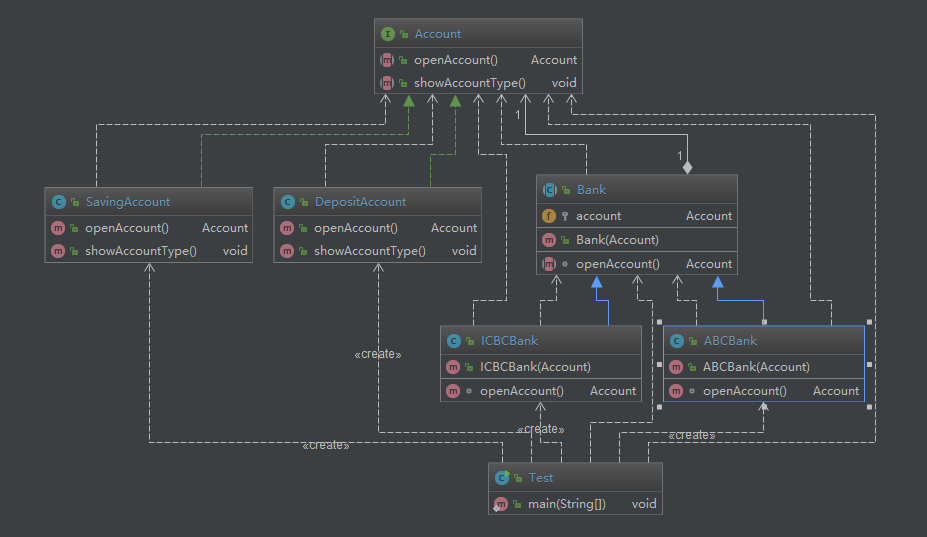 Account
openAccount() Account
showAccountType() void
1
1
SavingAccount
openAccount() Account
showAccountType() void
DepositAccount
openAccount() Account
showAccountType() void
Bank
account Account
Bank(Account)
openAccount() Account
ICBCBank
ICBCBank(Account)
openAccount() Account
ABCBank
ABCBank(Account)
openAccount() Account
«create»
«create»
«create»
«create»
Test
main(String[]) void